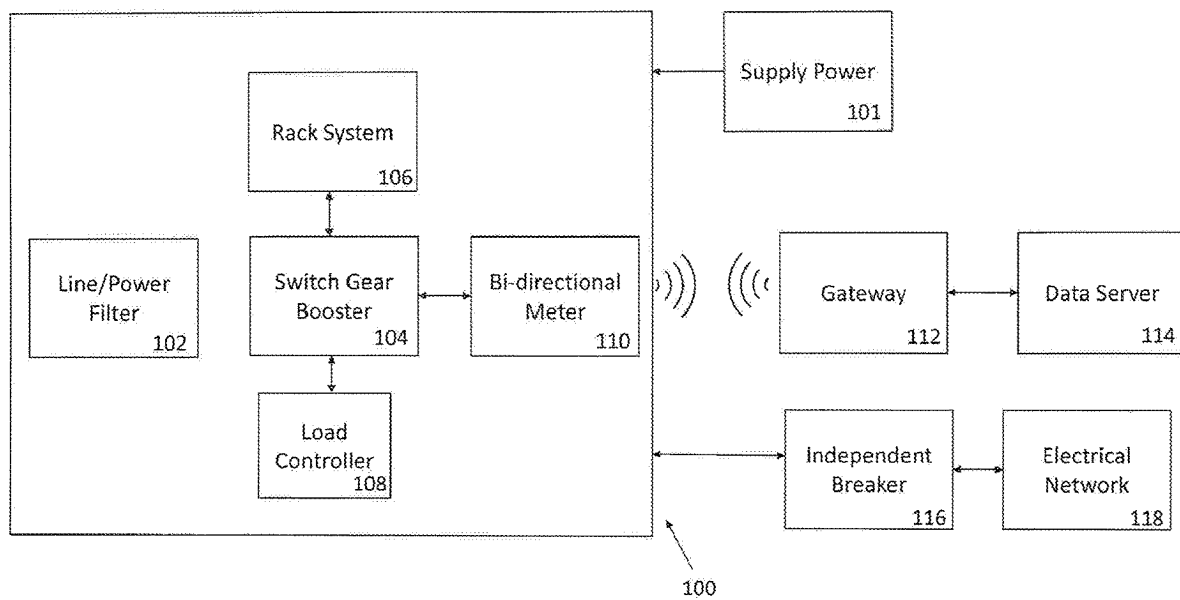 Supply Power
101
Rack System
106
Line/Power
Filter
102
Switch Gear
Booster
104
Bi-directional
Meter
110
Gateway
112
Data Server
114
Load
Controller
108
Independent
Breaker
116
Electrical
Network
118
100